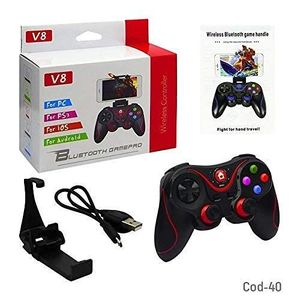 V8
Wireless Bluetooth game handle
V8
For PC
For PS3
For IOS
For Android
BLUETOOTH GAMEPRO
Wireless Controller
Fight for hand travel!
Cod-40